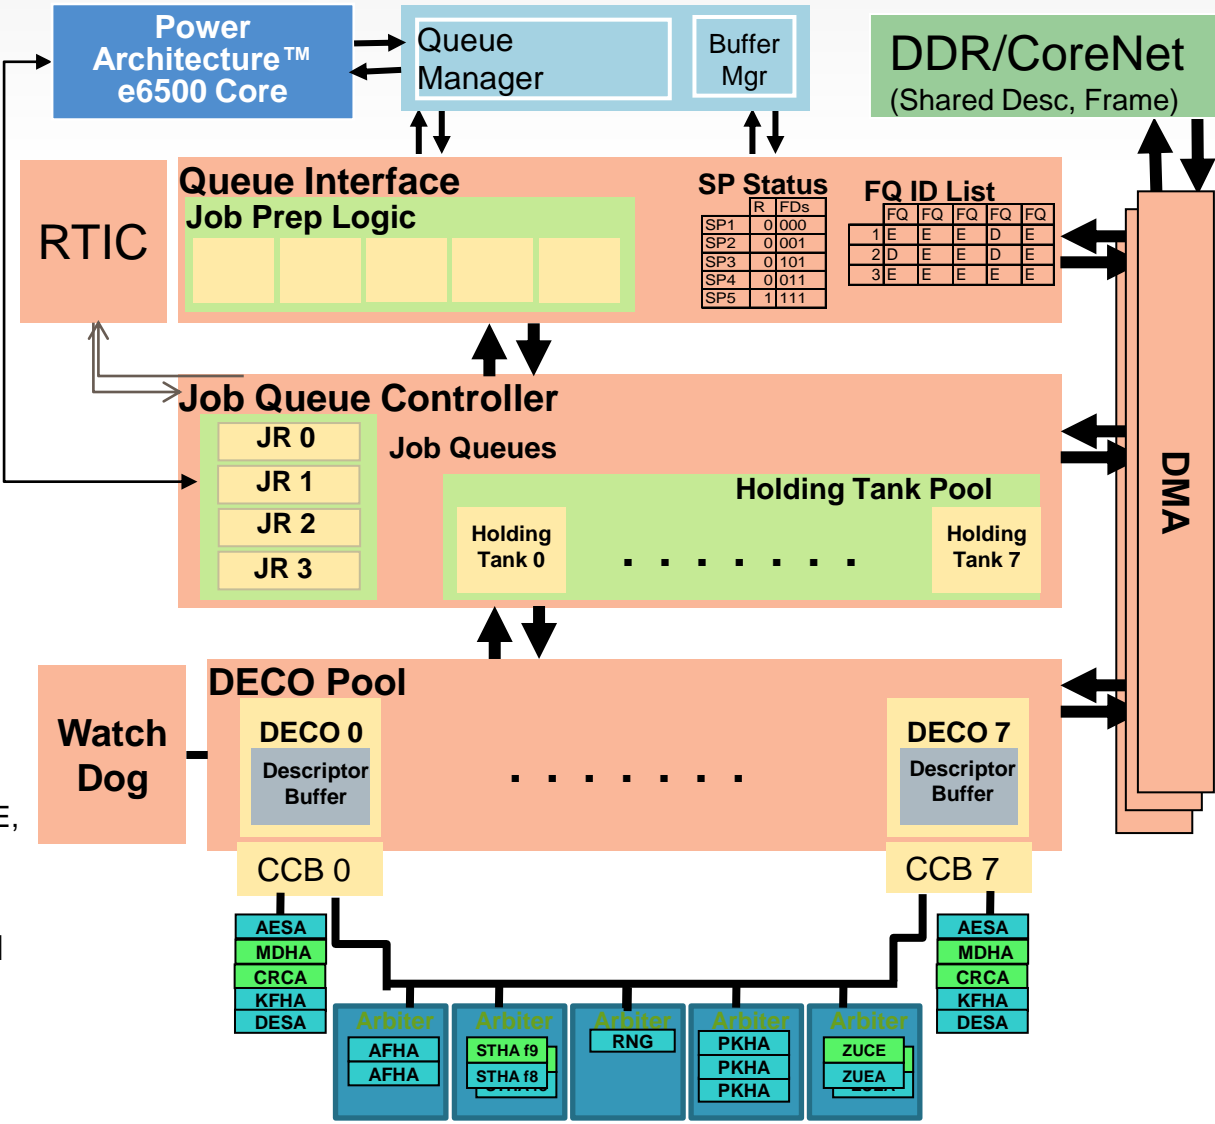 Power
Architecture™
e6500 Core
Queue
Manager
Buffer
Mgr
DDR/CoreNet
(Shared Desc, Frame)
RTIC
Queue Interface
Job Prep Logic
SP Status
R FDs
SP1 0 000
SP2 0 001
SP3 0 101
SP4 0 011
SP5 1 111
FQ ID List
FQ FQ FQ FQ FQ
1 E E E D E
2 D E E D E
3 E E E E E
Job Queue Controller
JR 0
JR 1
JR 2
JR 3
Job Queues
Holding Tank Pool
Holding
Tank 0
. . . . . . .
Holding
Tank 7
DMA
DECO Pool
Watch
Dog
DECO 0
Descriptor
Buffer
. . . . . . .
DECO 7
Descriptor
Buffer
E,
CCB 0
CCB 7
AESA
MDHA
CRCA
KFHA
DESA
AESA
MDHA
CRCA
KFHA
DESA
Arbiter
AFHA
AFHA
Arbiter
STHA f9
STHA f8
Arbiter
RNG
Arbiter
PKHA
PKHA
PKHA
Arbiter
ZUCE
ZUEA